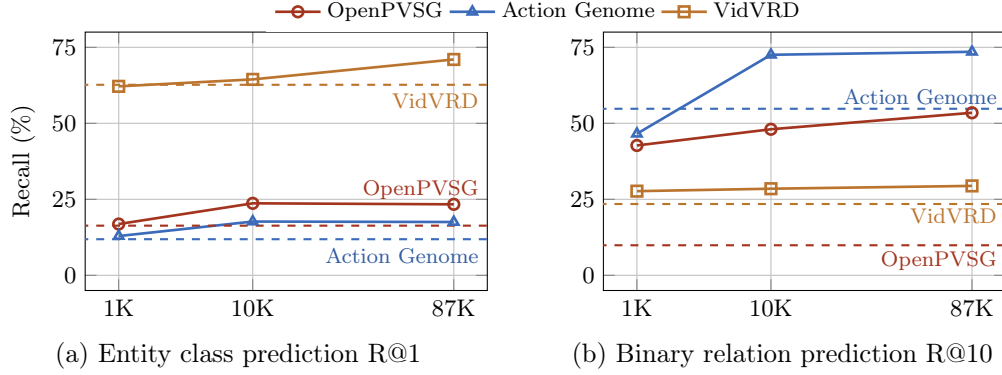 OpenPVSG Action Genome VidVRD
Recall (%)
75
50
25
0
VidVRD
OpenPVSG
Action Genome
1K 10K 87K
(a) Entity class prediction R@1
75
50
25
0
Action Genome
VidVRD
OpenPVSG
1K 10K 87K
(b) Binary relation prediction R@10